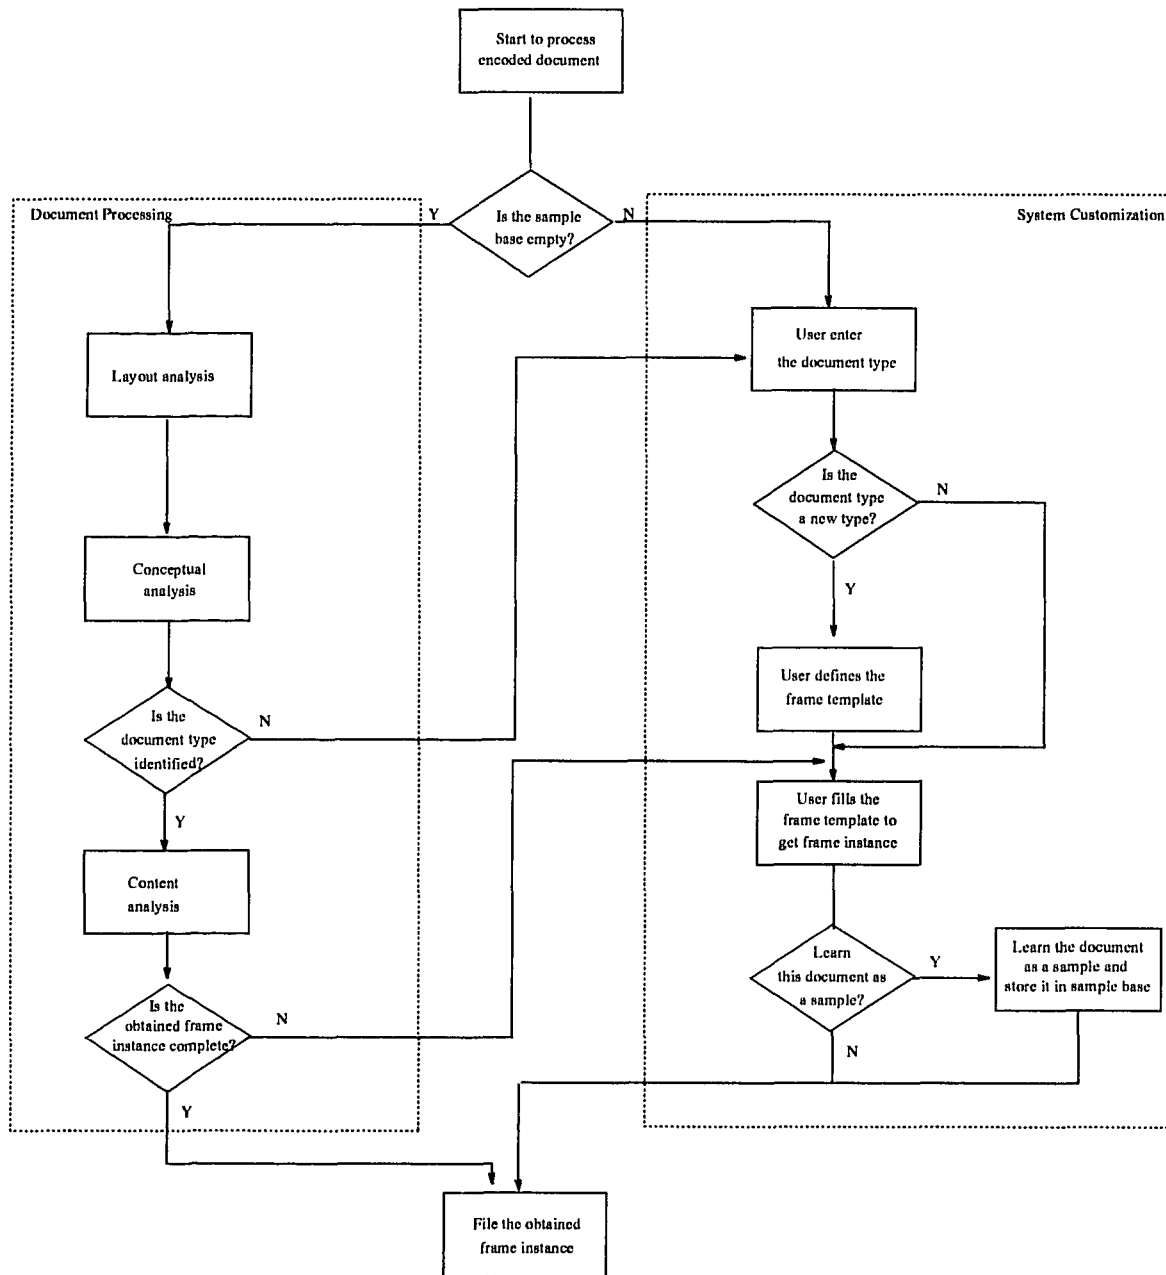 Start to process
encoded document
Is the sample
base empty?
Y
N
Document Processing
Layout analysis
Conceptual
analysis
Is the
document type
identified?
N
Y
Content
analysis
Is the
obtained frame
instance complete?
N
Y
System Customization
User enter
the document type
Is the
document type
a new type?
N
Y
User defines the
frame template
User fills the
frame template to
get frame instance
Learn
this document as
a sample?
Y
N
Learn the document
as a sample and
store it in sample base
File the obtained
frame instance